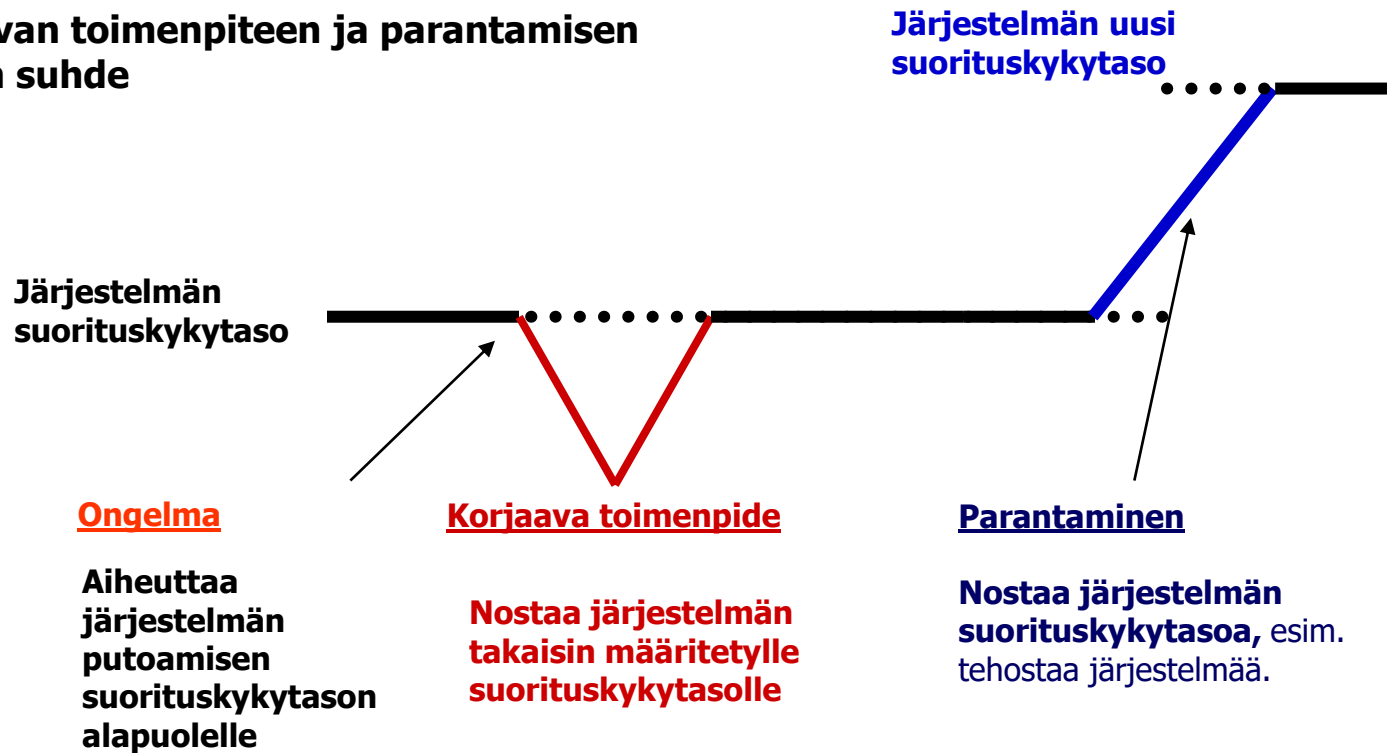 toimenpiteen ja parantamisen
suhde
Järjestelmän uusi
suorituskykytaso
Järjestelmän
suorituskykytaso
Ongelma
Aiheuttaa
järjestelmän
putoamisen
suorituskykytason
alapuolelle
Korjaava toimenpide
Nostaa järjestelmän
takaisin määritetylle
suorituskykytasolle
Parantaminen
Nostaa järjestelmän
suorituskykytasoa, esim.
tehostaa järjestelmää.